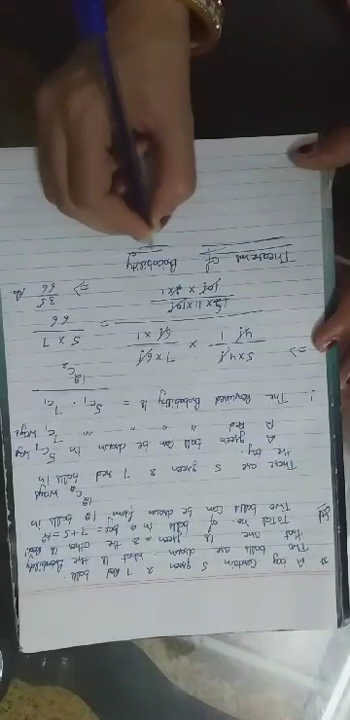 A bag contain 5 green & 7 Red ball.
Two balls are drawn. what is the Probability
that one is green & the other is Red.
Sol Total no of balls in a bag = 7+5=12
Two balls can be drawn from 12 balls in
12C2 ways
There are 5 green & 7 red balls in
the bag
A green ball can be drawn in 5C1 ways
A Red " " " " 7C1 ways
∴ The Required Probability is = 5C1 · 7C1
12C2
⇒ 5×4! / 4! 1 × 7×6! / 6! × 1 = 5 × 7 / 66
12×11×10! / 10! × 2×1 ⇒ 35/66 Ans
Theorem of Probability